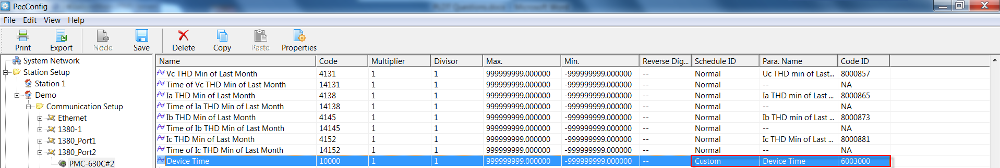 PecConfig
File Edit View Help
Print Export Node Save Delete Copy Paste Properties
System Network
Station Setup
Station 1
Demo
Communication Setup
Ethernet
1380-1
1380_Port1
1380_Port2
PMC-630C#2
Name Code Multiplier Divisor Max. Min. Reverse Dig... Schedule ID Para. Name Code ID
Vc THD Min of Last Month 4131 1 1 999999999.000000 -999999999.000000 -- Normal Uc THD min of Last... 8000857
Time of Vc THD Min of Last Month 14131 1 1 999999999.000000 -999999999.000000 -- Normal -- NA
Ia THD Min of Last Month 4138 1 1 999999999.000000 -999999999.000000 -- Normal Ia THD min of Last ... 8000865
Time of Ia THD Min of Last Month 14138 1 1 999999999.000000 -999999999.000000 -- Normal -- NA
Ib THD Min of Last Month 4145 1 1 999999999.000000 -999999999.000000 -- Normal Ib THD min of Last ... 8000873
Time of Ib THD Min of Last Month 14145 1 1 999999999.000000 -999999999.000000 -- Normal -- NA
Ic THD Min of Last Month 4152 1 1 999999999.000000 -999999999.000000 -- Normal Ic THD Min of Last ... 8000881
Time of Ic THD Min of Last Month 14152 1 1 999999999.000000 -999999999.000000 -- Normal -- NA
Device Time 10000 1 1 999999999.000000 -999999999.000000 -- Custom Device Time 6003000